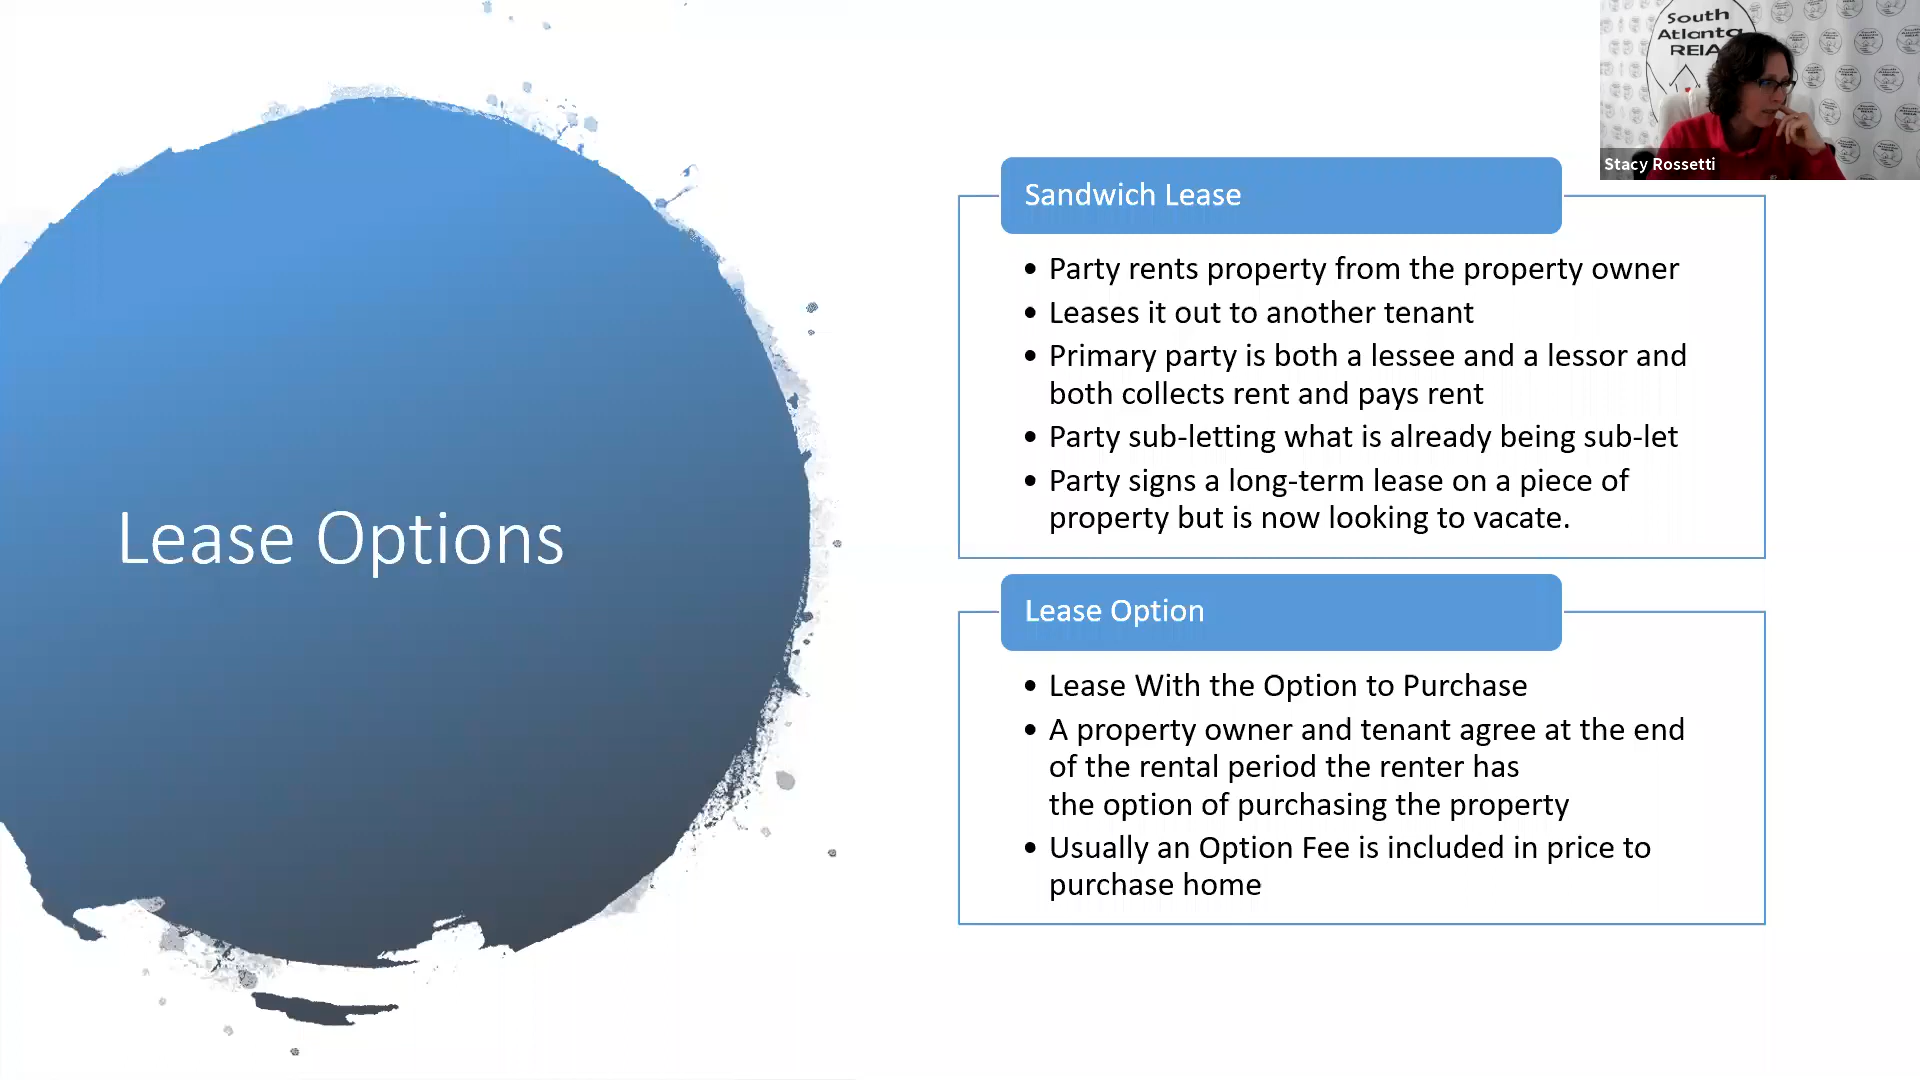 South
Atlanta
REIA
Stacy Rossetti
Lease Options
Sandwich Lease
• Party rents property from the property owner
• Leases it out to another tenant
• Primary party is both a lessee and a lessor and
both collects rent and pays rent
• Party sub-letting what is already being sub-let
• Party signs a long-term lease on a piece of
property but is now looking to vacate.
Lease Option
• Lease With the Option to Purchase
• A property owner and tenant agree at the end
of the rental period the renter has
the option of purchasing the property
• Usually an Option Fee is included in price to
purchase home